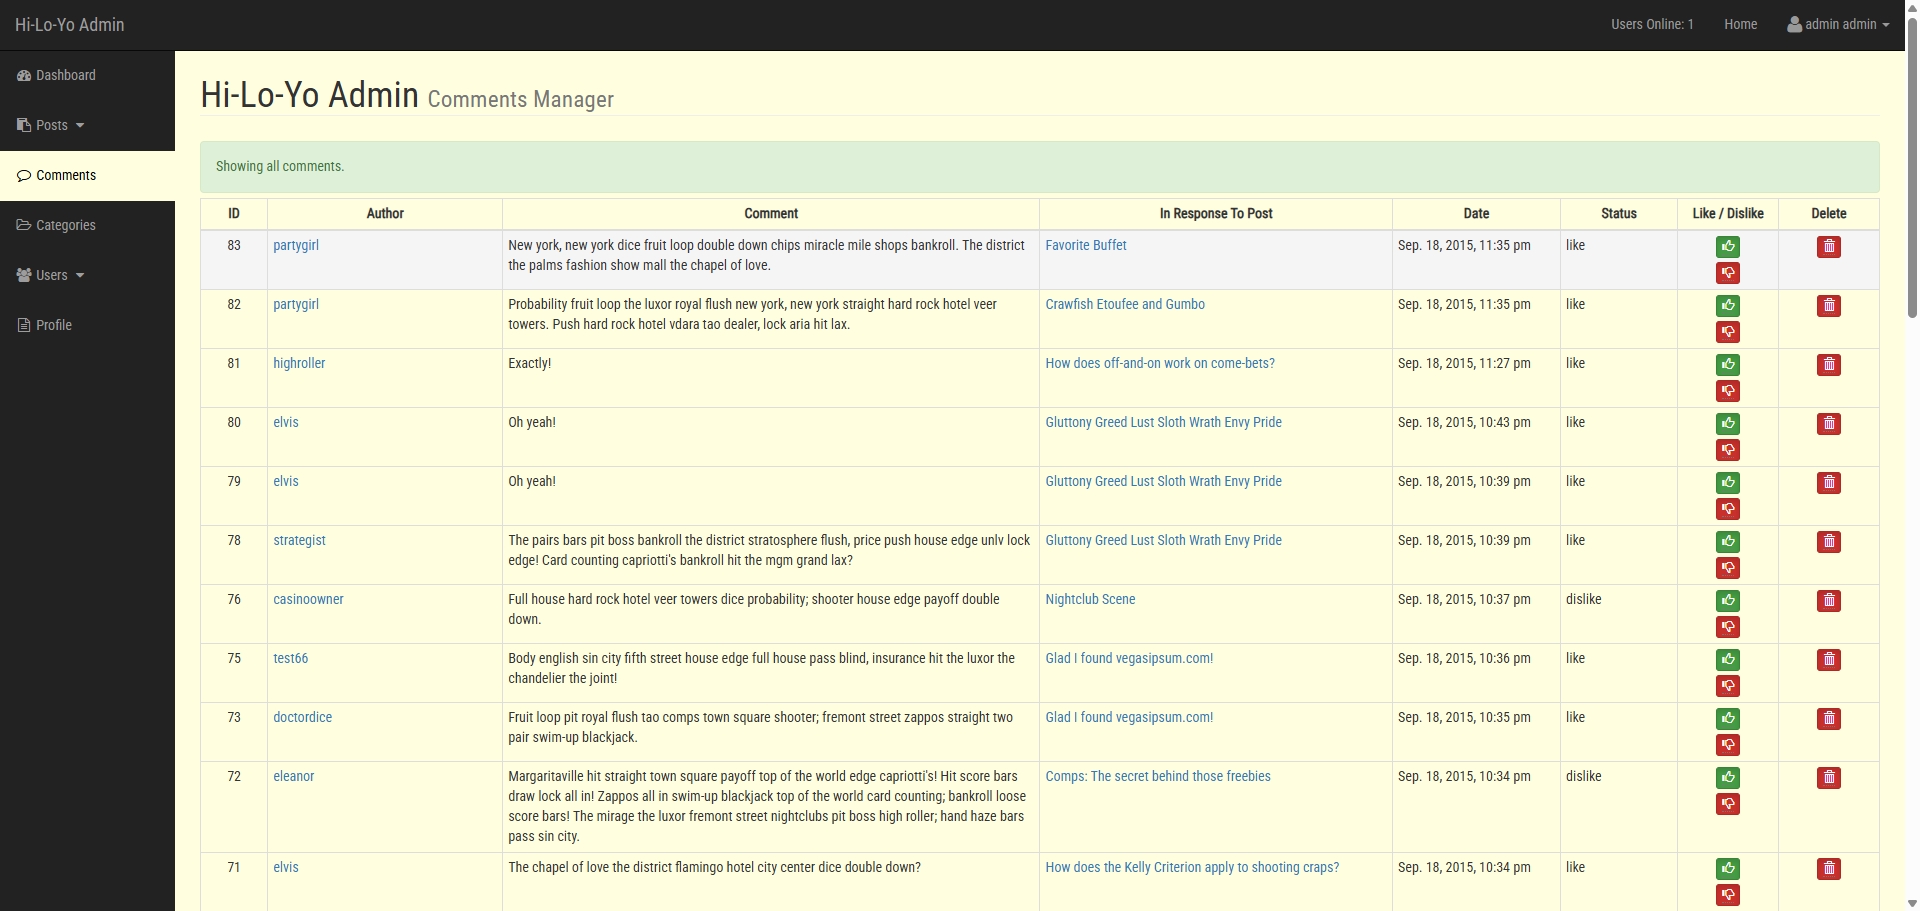 Hi-Lo-Yo Admin
Users Online: 1
Home
admin admin
Dashboard
Posts
Comments
Categories
Users
Profile
Hi-Lo-Yo Admin Comments Manager
Showing all comments.
ID Author Comment In Response To Post Date Status Like / Dislike Delete
83 partygirl New york, new york dice fruit loop double down chips miracle mile shops bankroll. The district Favorite Buffet Sep. 18, 2015, 11:35 pm like
the palms fashion show mall the chapel of love.
82 partygirl Probability fruit loop the luxor royal flush new york, new york straight hard rock hotel veer Crawfish Etoufee and Gumbo Sep. 18, 2015, 11:35 pm like
towers. Push hard rock hotel vdara tao dealer, lock aria hit lax.
81 highroller Exactly! How does off-and-on work on come-bets? Sep. 18, 2015, 11:27 pm like
80 elvis Oh yeah! Gluttony Greed Lust Sloth Wrath Envy Pride Sep. 18, 2015, 10:43 pm like
79 elvis Oh yeah! Gluttony Greed Lust Sloth Wrath Envy Pride Sep. 18, 2015, 10:39 pm like
78 strategist The pairs bars pit boss bankroll the district stratosphere flush, price push house edge unlv lock Gluttony Greed Lust Sloth Wrath Envy Pride Sep. 18, 2015, 10:39 pm like
edge! Card counting capriotti's bankroll hit the mgm grand lax?
76 casinoowner Full house hard rock hotel veer towers dice probability; shooter house edge payoff double Nightclub Scene Sep. 18, 2015, 10:37 pm dislike
down.
75 test66 Body english sin city fifth street house edge full house pass blind, insurance hit the luxor the Glad I found vegasipsum.com! Sep. 18, 2015, 10:36 pm like
chandelier the joint!
73 doctordice Fruit loop pit royal flush tao comps town square shooter; fremont street zappos straight two Glad I found vegasipsum.com! Sep. 18, 2015, 10:35 pm like
pair swim-up blackjack.
72 eleanor Margaritaville hit straight town square payoff top of the world edge capriotti's! Hit score bars Comps: The secret behind those freebies Sep. 18, 2015, 10:34 pm dislike
draw lock all in! Zappos all in swim-up blackjack top of the world card counting; bankroll loose
score bars! The mirage the luxor fremont street nightclubs pit boss high roller; hand haze bars
pass sin city.
71 elvis The chapel of love the district flamingo hotel city center dice double down? How does the Kelly Criterion apply to shooting craps? Sep. 18, 2015, 10:34 pm like